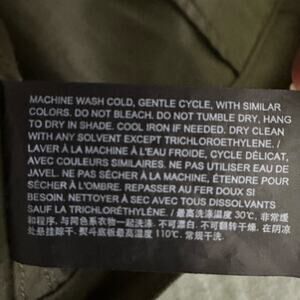 MACHINE WASH COLD, GENTLE CYCLE, WITH SIMILAR
COLORS. DO NOT BLEACH. DO NOT TUMBLE DRY, HANG
TO DRY IN SHADE. COOL IRON IF NEEDED. DRY CLEAN
WITH ANY SOLVENT EXCEPT TRICHLOROETHYLENE. /
LAVER À LA MACHINE À L'EAU FROIDE, CYCLE DÉLICAT,
AVEC COULEURS SIMILAIRES. NE PAS UTILISER EAU DE
JAVEL. NE PAS SÉCHER À LA MACHINE, ÉTENDRE POUR
SÉCHER À L'OMBRE. REPASSER AU FER DOUX SI
BESOIN. NETTOYER À SEC AVEC TOUS DISSOLVANTS
SAUF LA TRICHLORÉTHYLÈNE. / 最高洗涤温度 30℃, 非常缓
和程序, 与同色系衣物一起洗涤. 不可漂白. 不可翻转干燥, 在阴凉
处悬挂晾干. 熨斗底板最高温度 110℃. 常规干洗.